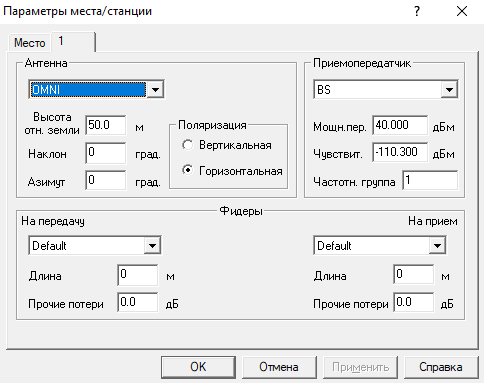 Параметры места/станции ? ×
Место 1
Антенна
OMNI
Высота отн. земли 50.0 м
Наклон 0 град.
Азимут 0 град.
Поляризация
Вертикальная
Горизонтальная
Приемопередатчик
BS
Мощн.пер. 40.000 дБм
Чувствит. -110.300 дБм
Частотн. группа 1
Фидеры
На передачу На прием
Default Default
Длина 0 м Длина 0 м
Прочие потери 0.0 дБ Прочие потери 0.0 дБ
OK Отмена Применить Справка